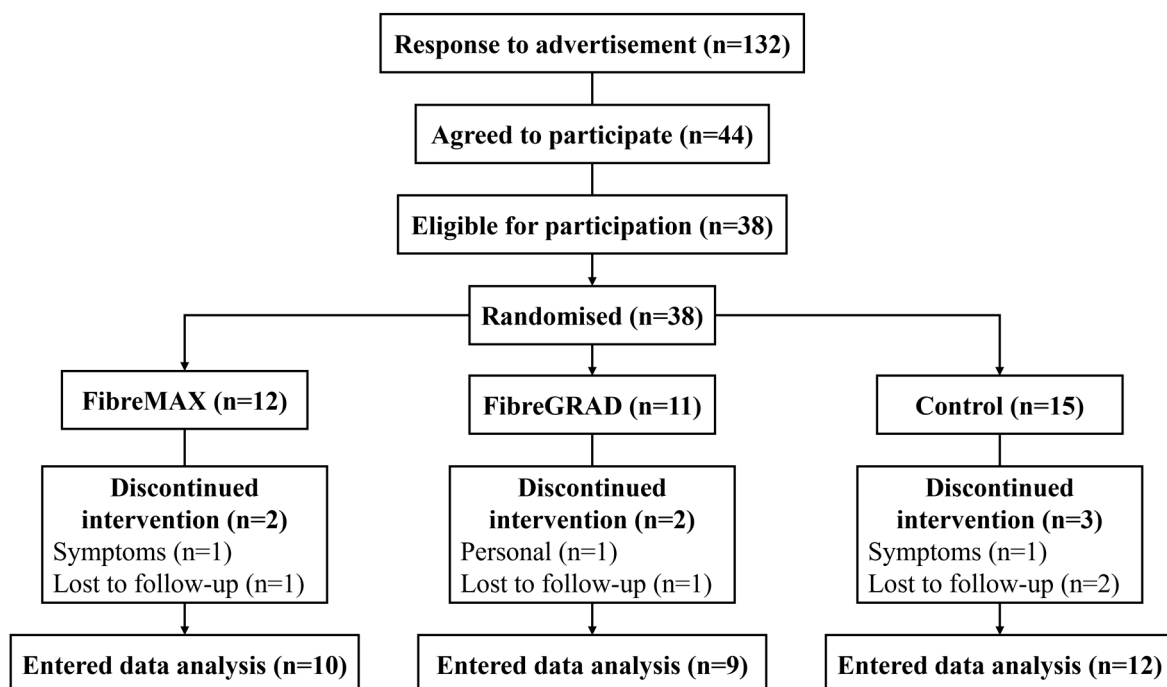 Response to advertisement (n=132)
Agreed to participate (n=44)
Eligible for participation (n=38)
Randomised (n=38)
FibreMAX (n=12)
FibreGRAD (n=11)
Control (n=15)
Discontinued
intervention (n=2)
Symptoms (n=1)
Lost to follow-up (n=1)
Discontinued
intervention (n=2)
Personal (n=1)
Lost to follow-up (n=1)
Discontinued
intervention (n=3)
Symptoms (n=1)
Lost to follow-up (n=2)
Entered data analysis (n=10)
Entered data analysis (n=9)
Entered data analysis (n=12)